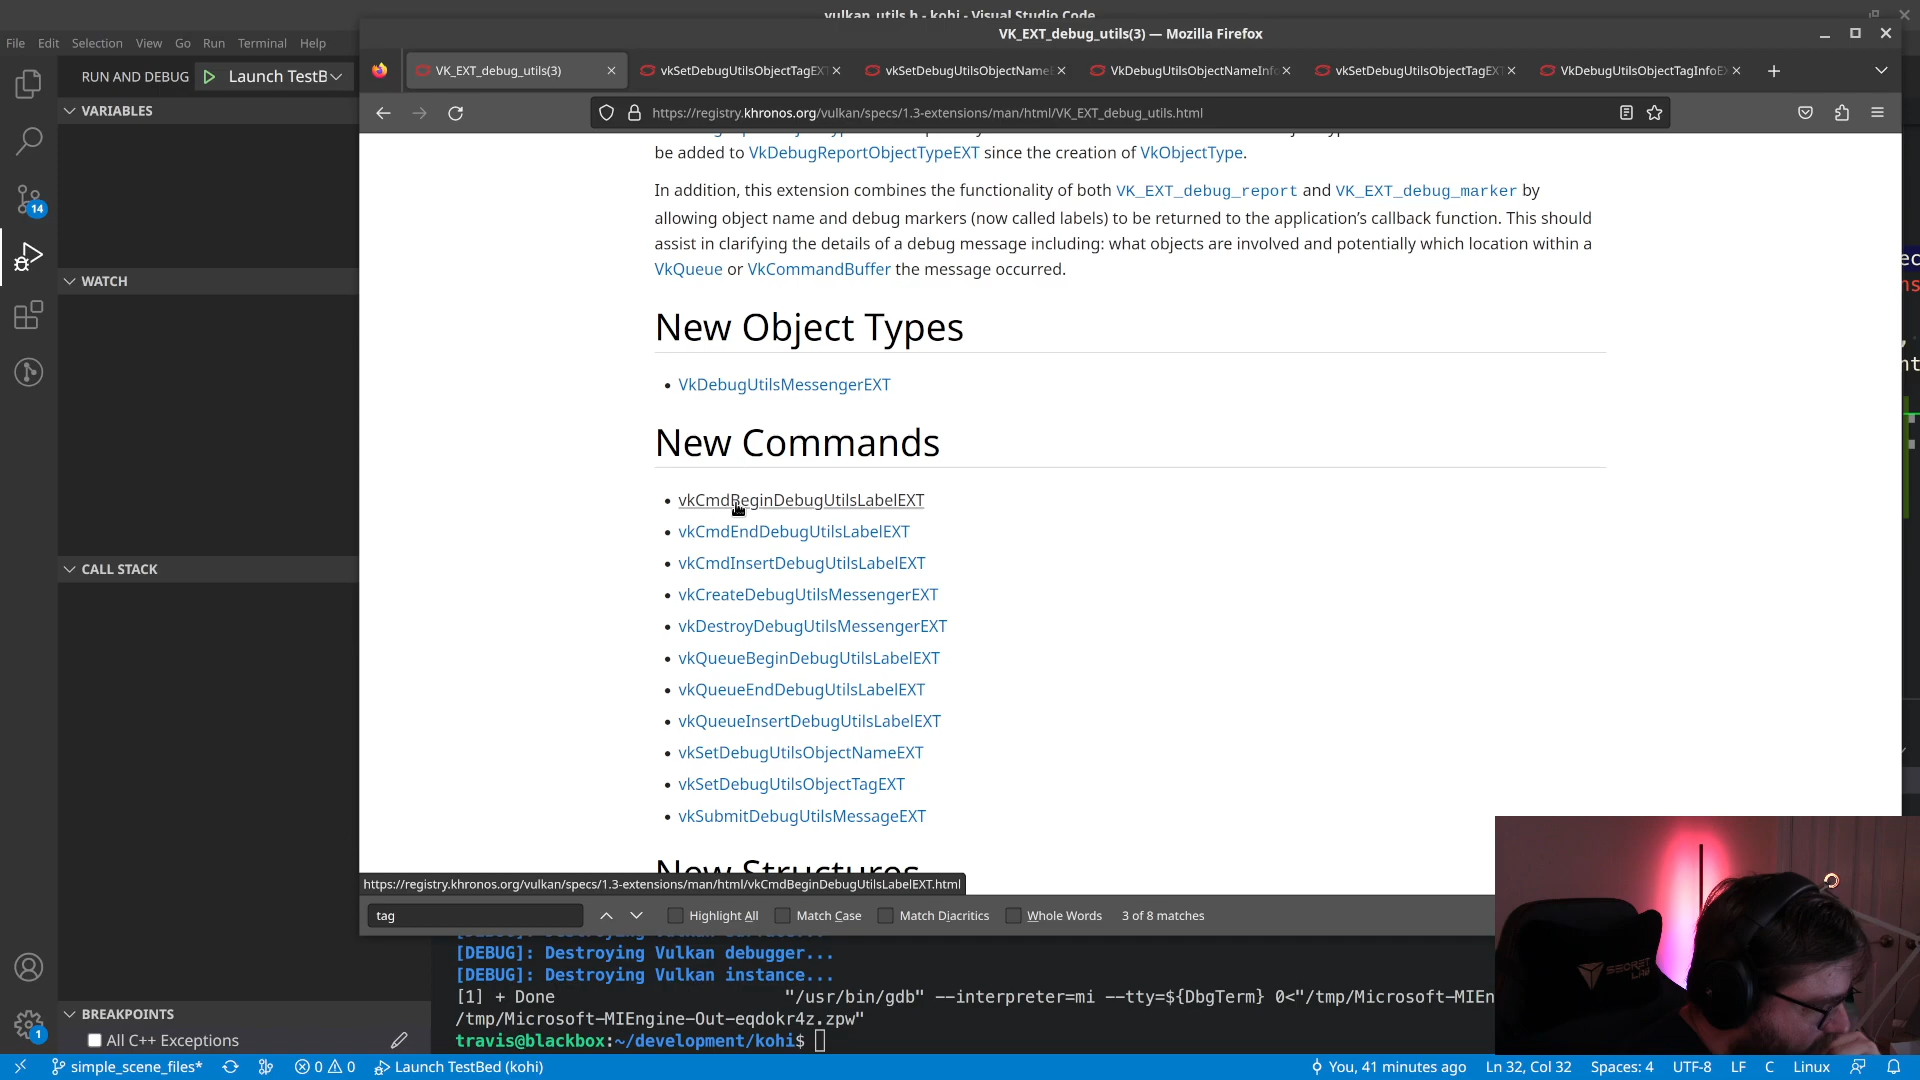 vulkan_utils.h - kohi - Visual Studio Code
File Edit Selection View Go Run Terminal Help
VK_EXT_debug_utils(3) — Mozilla Firefox
RUN AND DEBUG Launch TestB
VK_EXT_debug_utils(3)
vkSetDebugUtilsObjectTagEXT
vkSetDebugUtilsObjectName
VkDebugUtilsObjectNameInfo
vkSetDebugUtilsObjectTagEXT
VkDebugUtilsObjectTagInfoEX
https://registry.khronos.org/vulkan/specs/1.3-extensions/man/html/VK_EXT_debug_utils.html
VARIABLES
WATCH
CALL STACK
BREAKPOINTS
All C++ Exceptions
14
1
be added to VkDebugReportObjectTypeEXT since the creation of VkObjectType.
In addition, this extension combines the functionality of both VK_EXT_debug_report and VK_EXT_debug_marker by
allowing object name and debug markers (now called labels) to be returned to the application’s callback function. This should
assist in clarifying the details of a debug message including: what objects are involved and potentially which location within a
VkQueue or VkCommandBuffer the message occurred.
New Object Types
• VkDebugUtilsMessengerEXT
New Commands
• vkCmdBeginDebugUtilsLabelEXT
• vkCmdEndDebugUtilsLabelEXT
• vkCmdInsertDebugUtilsLabelEXT
• vkCreateDebugUtilsMessengerEXT
• vkDestroyDebugUtilsMessengerEXT
• vkQueueBeginDebugUtilsLabelEXT
• vkQueueEndDebugUtilsLabelEXT
• vkQueueInsertDebugUtilsLabelEXT
• vkSetDebugUtilsObjectNameEXT
• vkSetDebugUtilsObjectTagEXT
• vkSubmitDebugUtilsMessageEXT
New Structures
https://registry.khronos.org/vulkan/specs/1.3-extensions/man/html/vkCmdBeginDebugUtilsLabelEXT.html
tag Highlight All Match Case Match Diacritics Whole Words 3 of 8 matches
[DEBUG]: Destroying Vulkan debugger...
[DEBUG]: Destroying Vulkan instance...
[1] + Done "/usr/bin/gdb" --interpreter=mi --tty=${DbgTerm} 0<"/tmp/Microsoft-MIEn
/tmp/Microsoft-MIEngine-Out-eqdokr4z.zpw"
travis@blackbox:~/development/kohi$
SECRET LAB
simple_scene_files* 0 0 Launch TestBed (kohi) You, 41 minutes ago Ln 32, Col 32 Spaces: 4 UTF-8 LF C Linux